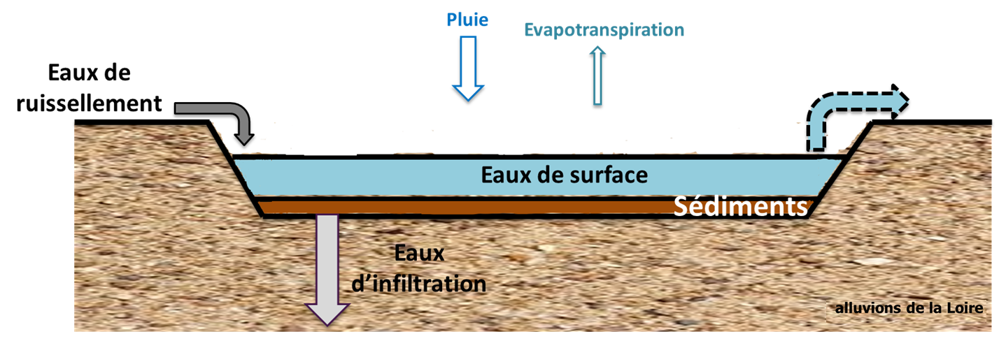 Pluie
Evapotranspiration
Eaux de
ruissellement
Eaux de surface
Sédiments
Eaux
d’infiltration
alluvions de la Loire